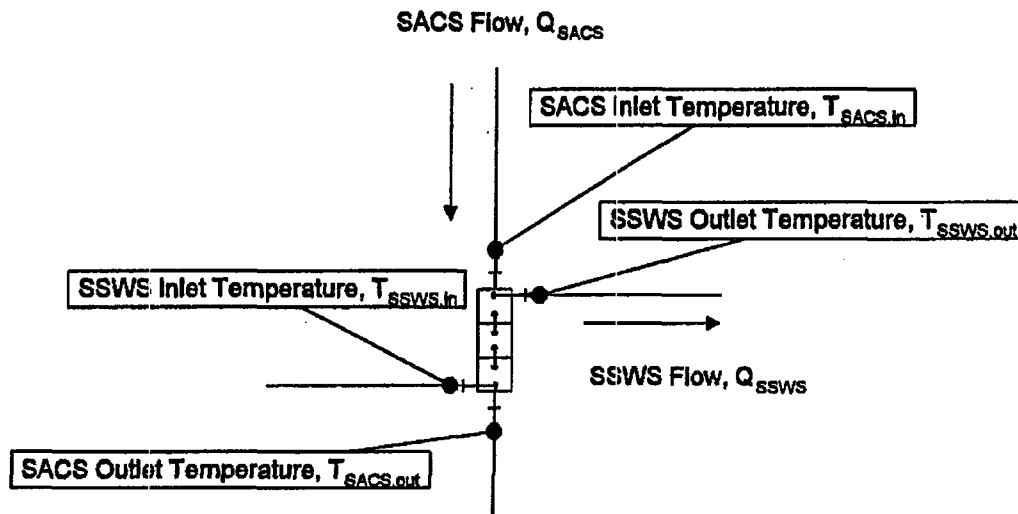 SACS Flow, Q_SACS
SACS Inlet Temperature, T_SACS,in
SSWS Outlet Temperature, T_SSWS,out
SSWS Inlet Temperature, T_SSWS,in
SSWS Flow, Q_SSWS
SACS Outlet Temperature, T_SACS,out